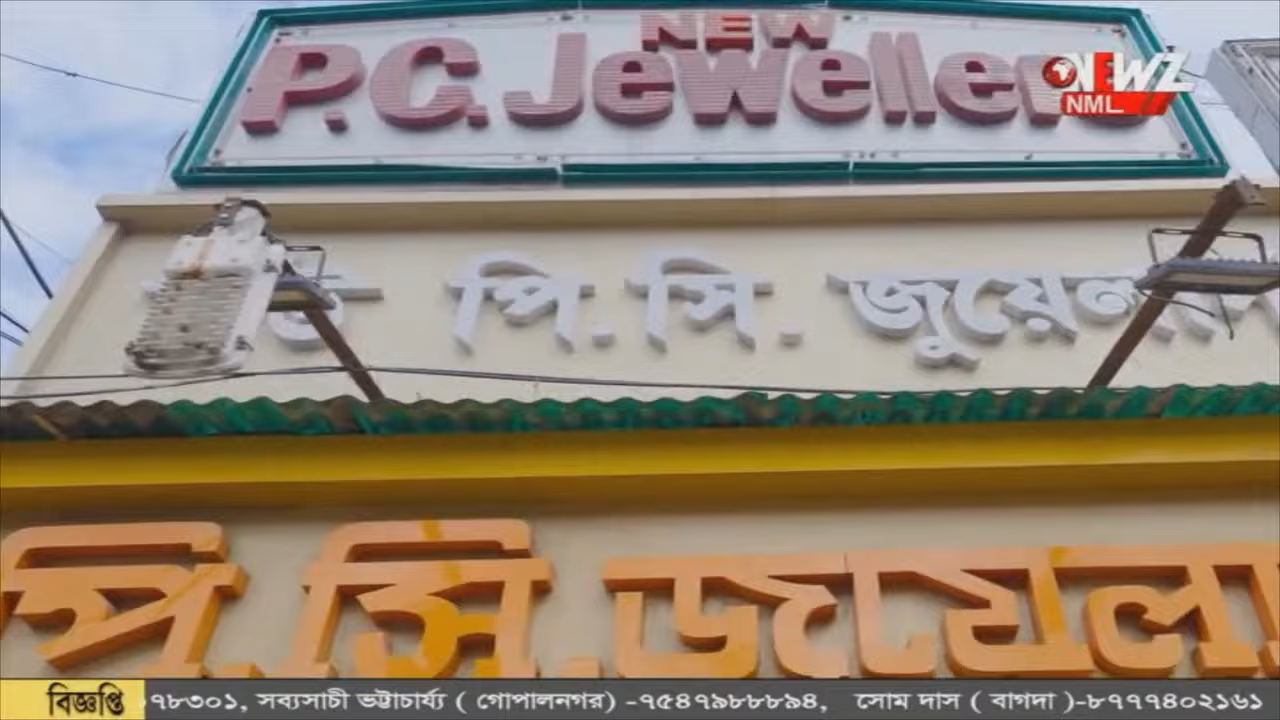 NEW
P.C. Jewellers
NEWZ
NML
পি.সি. জুয়েলার্স
পি.সি.জুয়েলা
বিজ্ঞপ্তি
৭৮৩০১, সব্যসাচী ভট্টাচার্য্য ( গোপালনগর) -৭৫৪৭৯৮৮৮৯৪, সোম দাস ( বাগদা )-৮৭৭৭৪০২১৬১